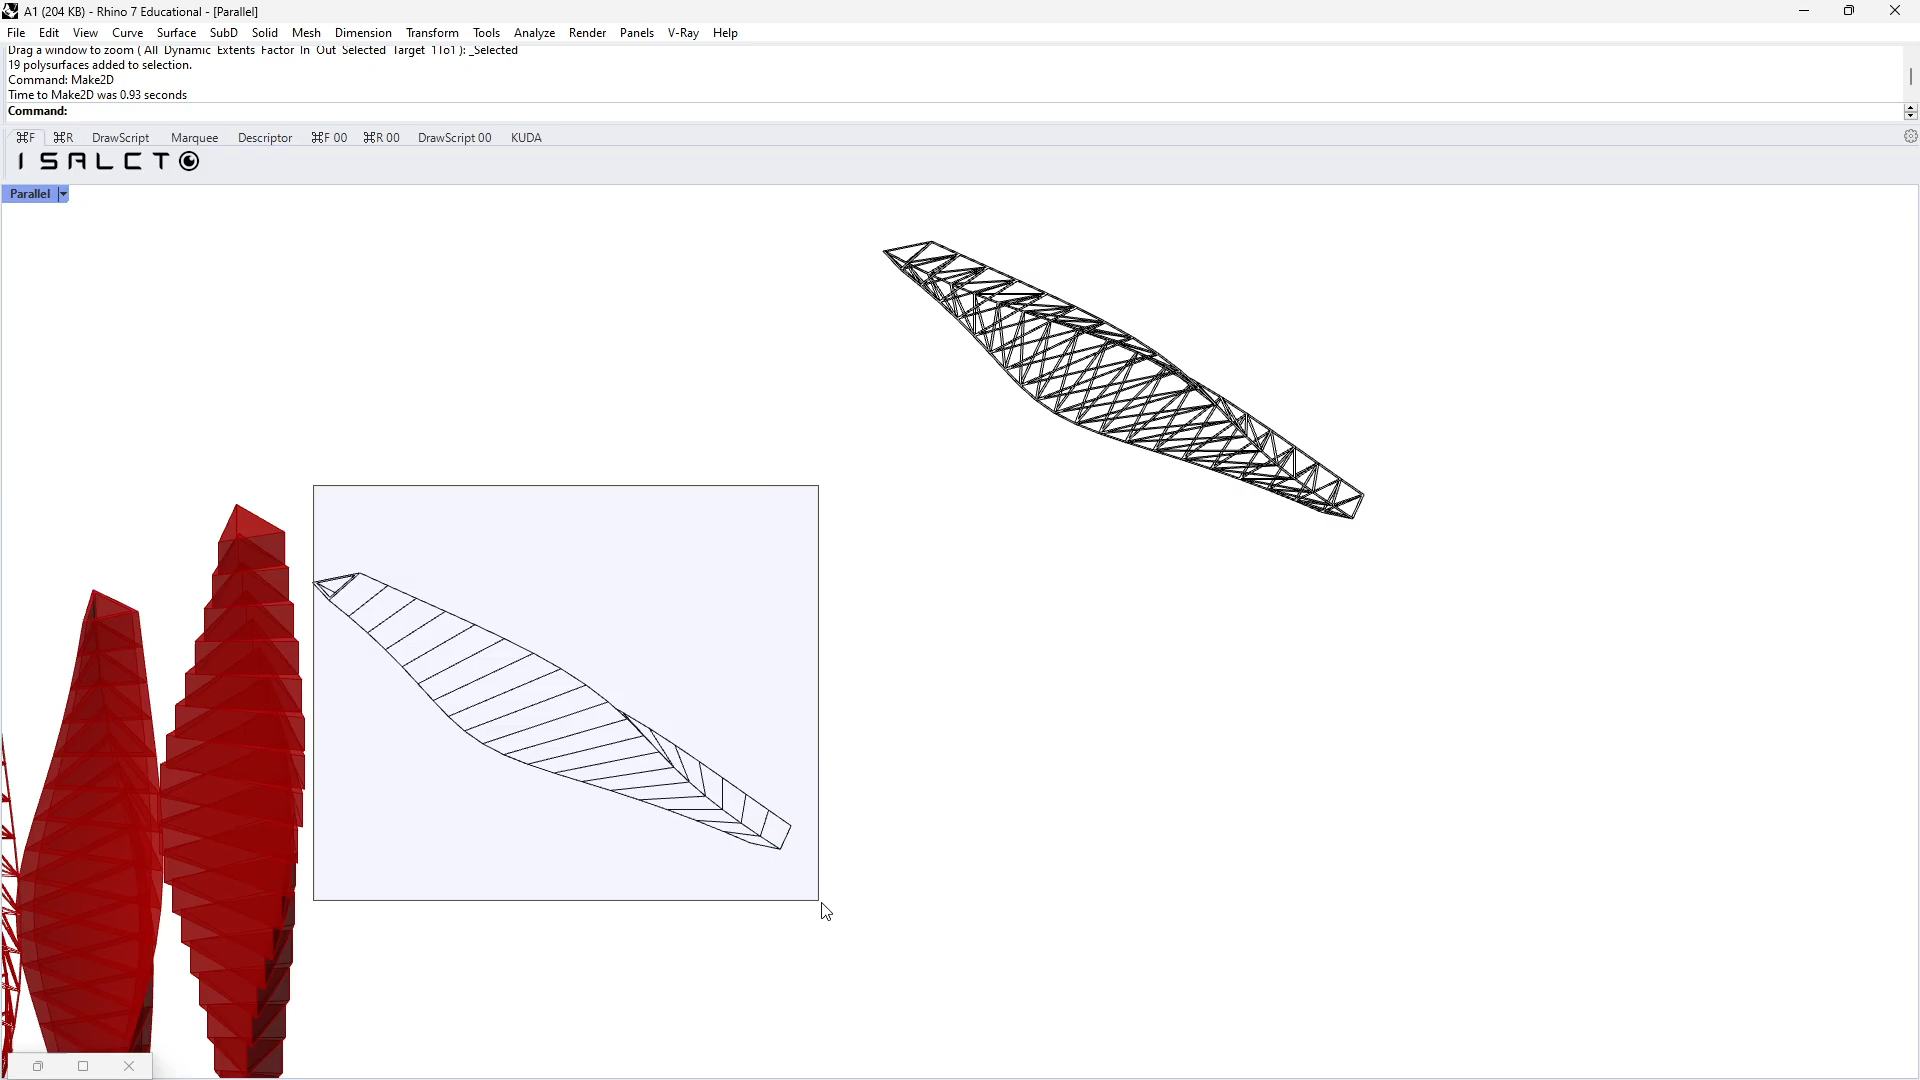 A1 (204 KB) - Rhino 7 Educational - [Parallel]
File Edit View Curve Surface SubD Solid Mesh Dimension Transform Tools Analyze Render Panels V-Ray Help
Drag a window to zoom ( All Dynamic Extents Factor In Out Selected Target 1To1 ): _Selected
19 polysurfaces added to selection.
Command: Make2D
Time to Make2D was 0.93 seconds
Command:
⌘F ⌘R DrawScript Marquee Descriptor ⌘F 00 ⌘R 00 DrawScript 00 KUDA
I S A L C T
Parallel